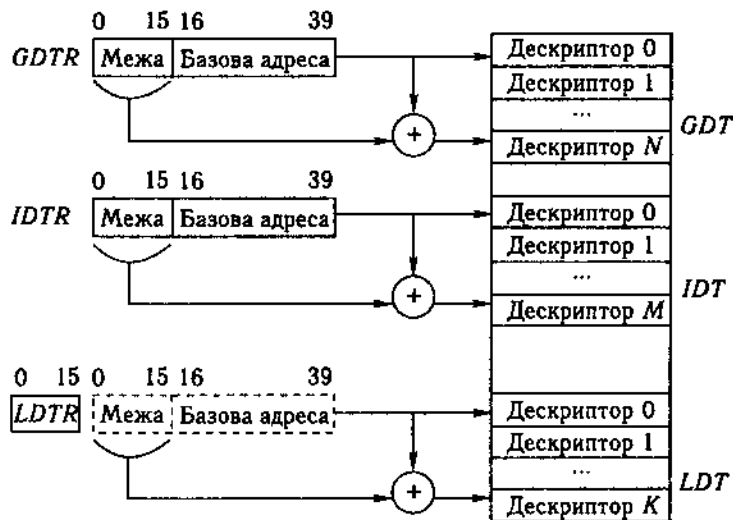 0 15 16 39
GDTR Межа Базова адреса Дескриптор 0
Дескриптор 1
...
GDT
+ Дескриптор N
0 15 16 39
IDTR Межа Базова адреса Дескриптор 0
Дескриптор 1
...
IDT
+ Дескриптор M
0 15 0 15 16 39
LDTR Межа Базова адреса Дескриптор 0
Дескриптор 1
...
LDT
+ Дескриптор K